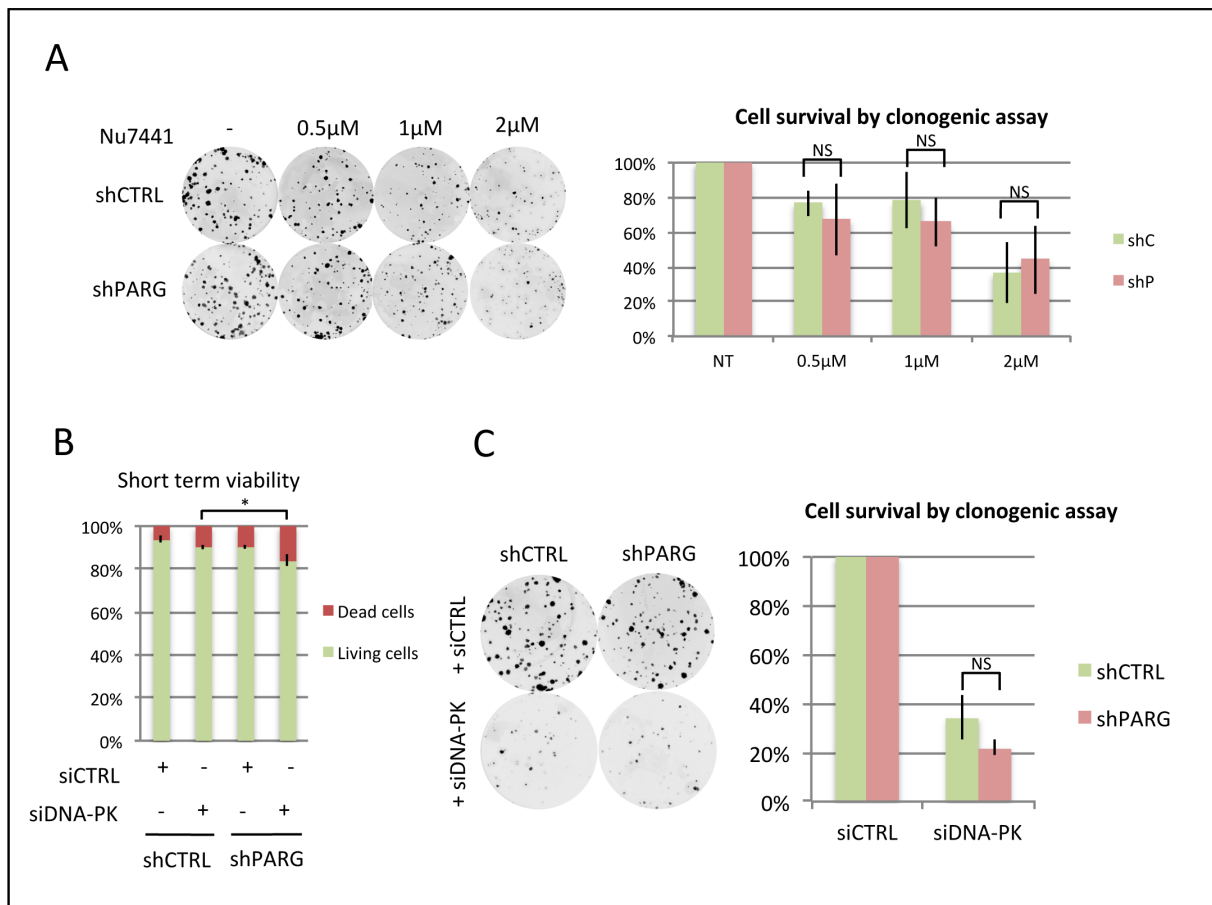 A
Nu7441 - 0.5µM 1µM 2µM
shCTRL
shPARG
Cell survival by clonogenic assay
NS
NS
NS
100%
80%
60%
40%
20%
0%
NT 0.5µM 1µM 2µM
shC
shP
B
Short term viability
*
100%
80%
60%
40%
20%
0%
Dead cells
Living cells
siCTRL + - + -
siDNA-PK - + - +
shCTRL shPARG
C
shCTRL shPARG
+ siCTRL
+ siDNA-PK
Cell survival by clonogenic assay
100%
80%
60%
40%
20%
0%
NS
siCTRL siDNA-PK
shCTRL
shPARG